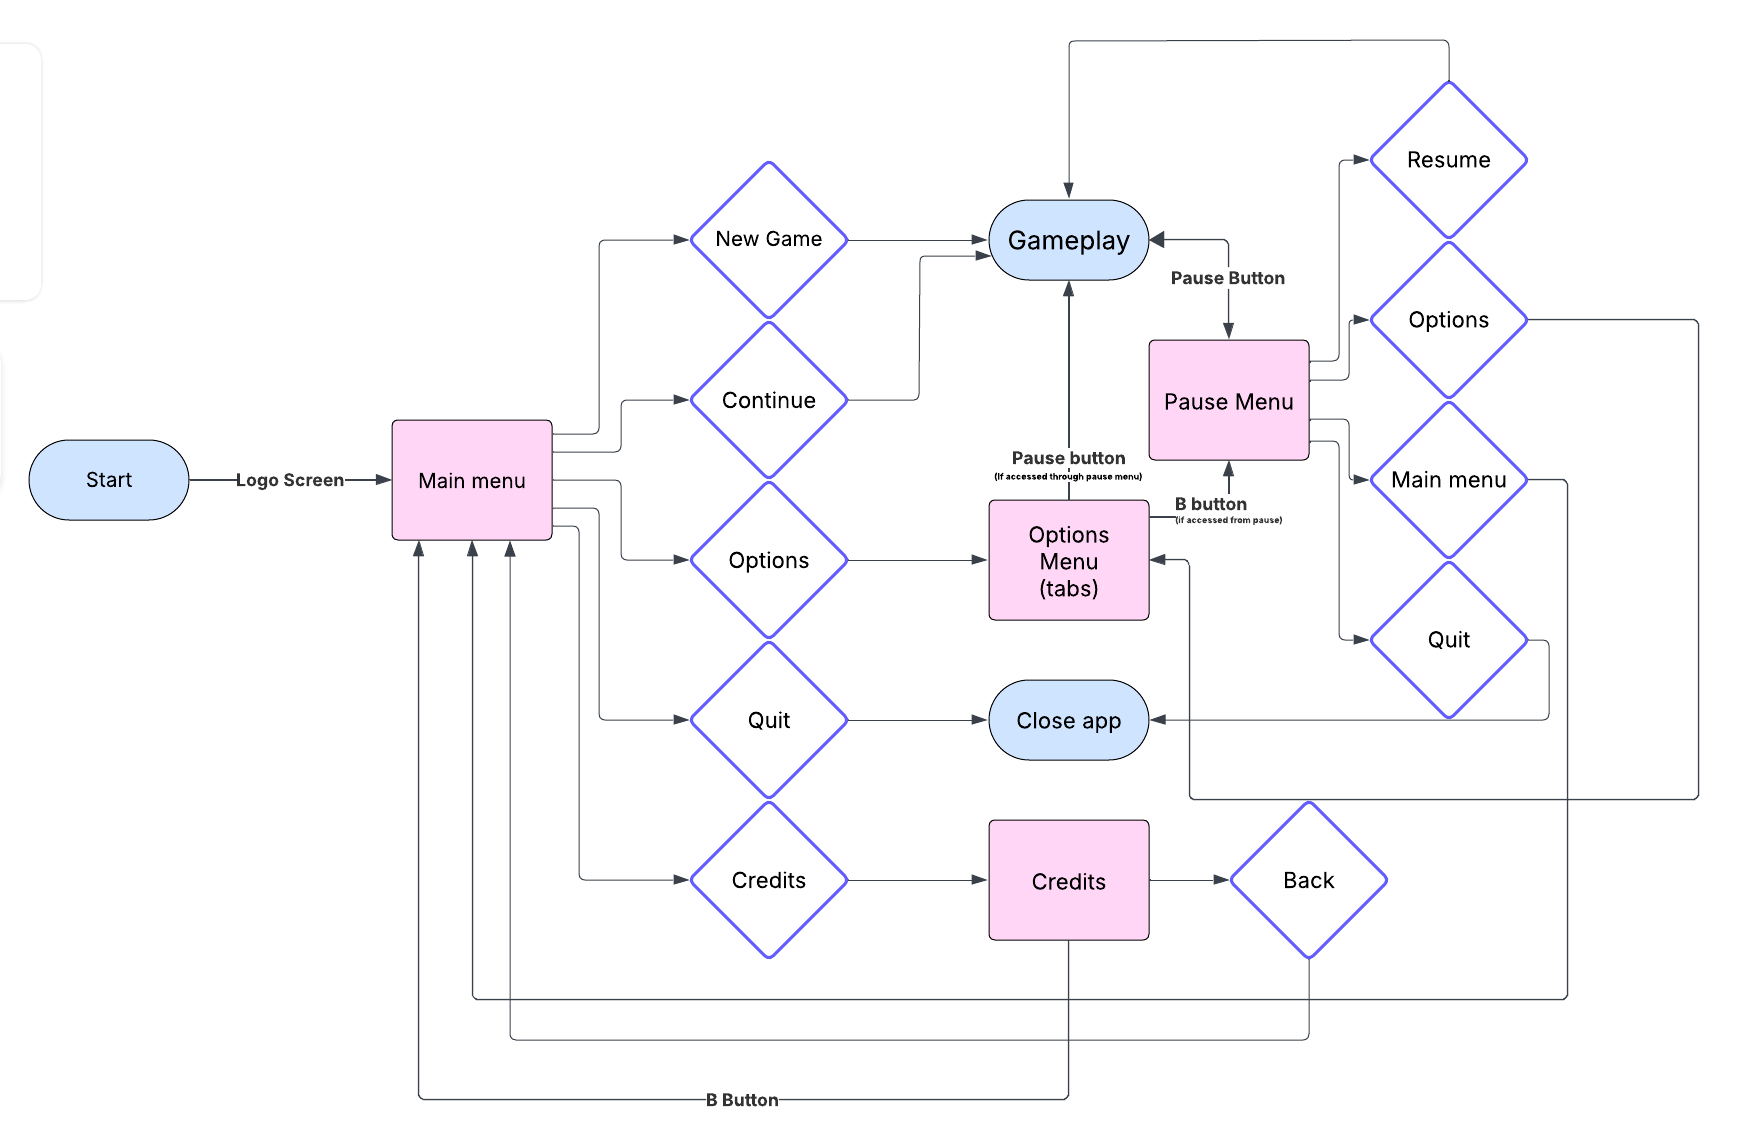 Start
Logo Screen
Main menu
New Game
Continue
Options
Quit
Credits
Gameplay
Pause button
(If accessed through pause menu)
Options
Menu
(tabs)
Close app
Credits
B Button
Pause Button
Pause Menu
B button
(if accessed from pause)
Back
Resume
Options
Main menu
Quit